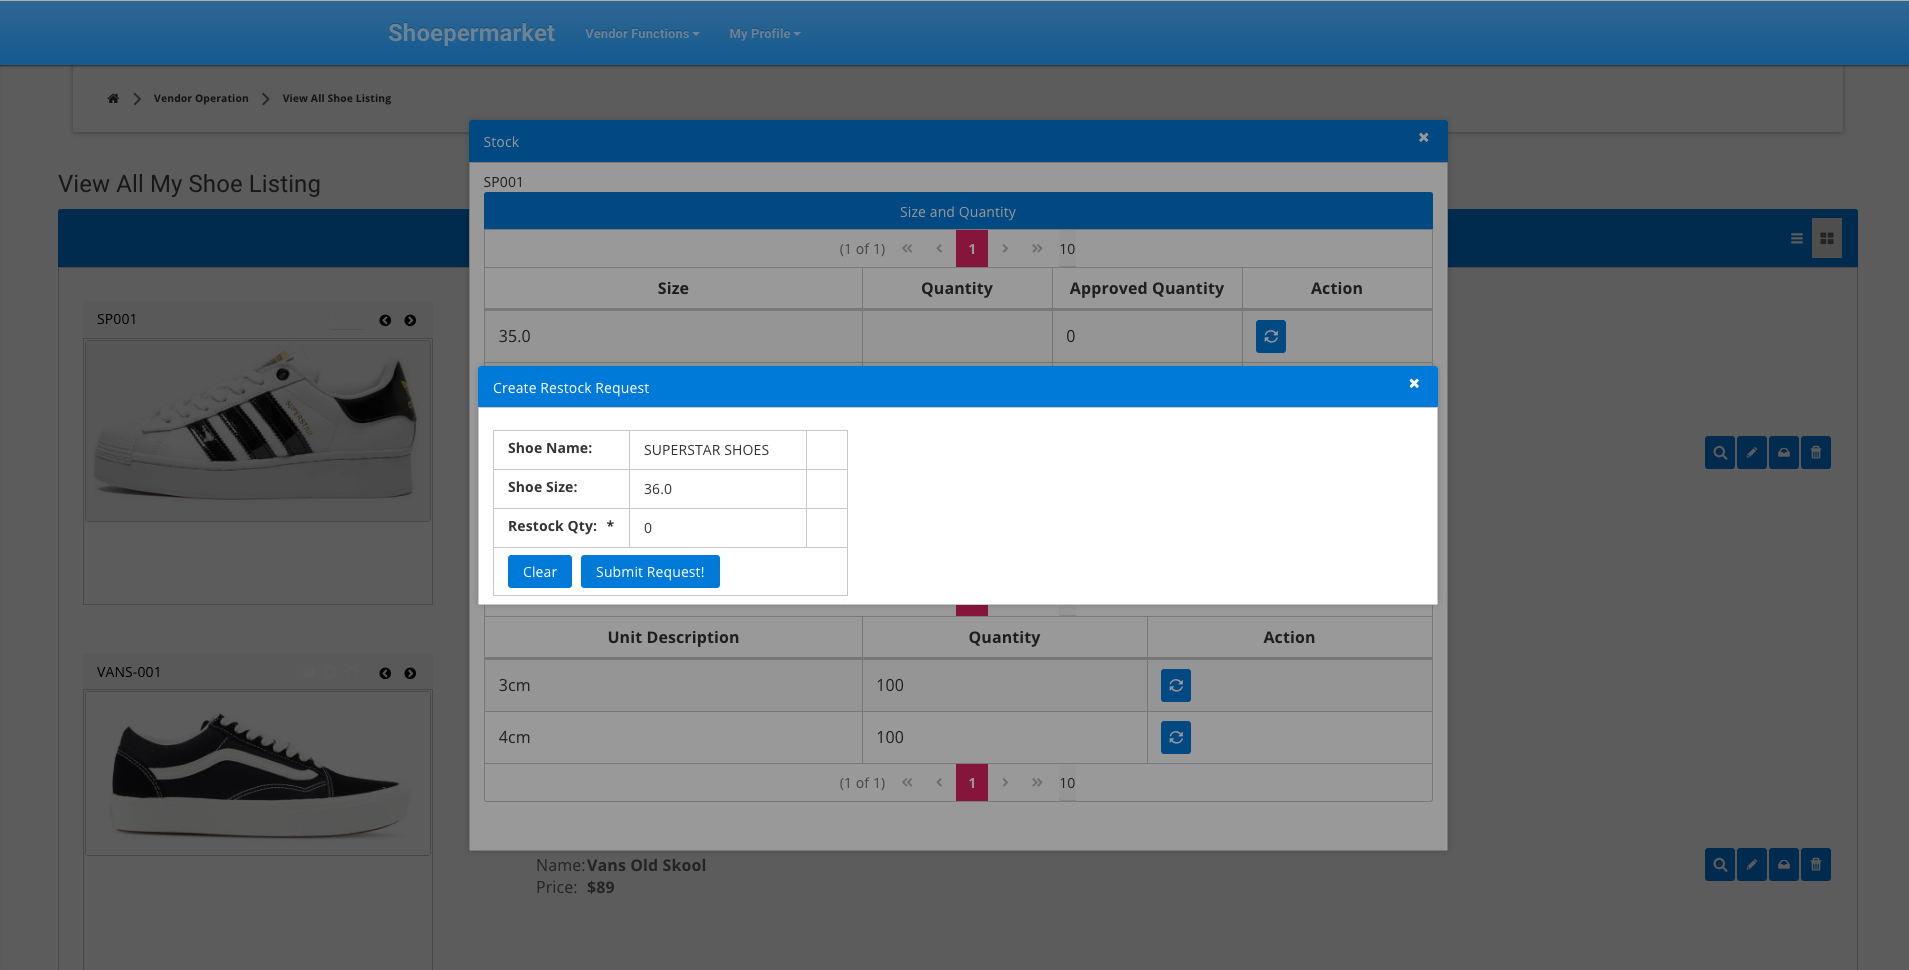 Shoepermarket
Vendor Functions
My Profile
Vendor Operation
View All Shoe Listing
View All My Shoe Listing
SP001
SUPERSTAR
VANS-001
Stock
SP001
Size and Quantity
(1 of 1) 1 10
Size Quantity Approved Quantity Action
35.0 0
Create Restock Request
Shoe Name: SUPERSTAR SHOES
Shoe Size: 36.0
Restock Qty: * 0
Clear Submit Request!
Unit Description Quantity Action
3cm 100
4cm 100
(1 of 1) 1 10
Name: Vans Old Skool
Price: $89